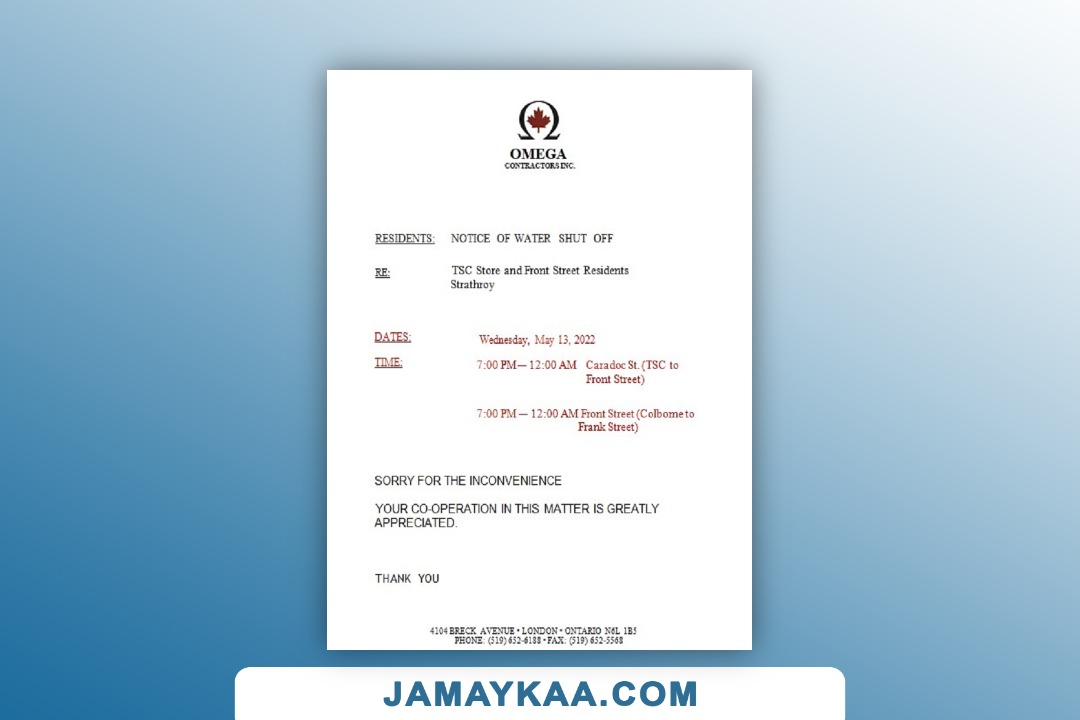 OMEGA
CONTRACTORS INC.
RESIDENTS: NOTICE OF WATER SHUT OFF
RE: TSC Store and Front Street Residents
Strathroy
DATES: Wednesday, May 13, 2022
TIME: 7:00 PM— 12:00 AM Caradoc St. (TSC to
Front Street)
7:00 PM — 12:00 AM Front Street (Colborne to
Frank Street)
SORRY FOR THE INCONVENIENCE
YOUR CO-OPERATION IN THIS MATTER IS GREATLY
APPRECIATED.
THANK YOU
4104 BRECK AVENUE • LONDON • ONTARIO N6L 1B5
PHONE: (519) 652-6188 • FAX: (519) 652-5568
JAMAYKAA.COM